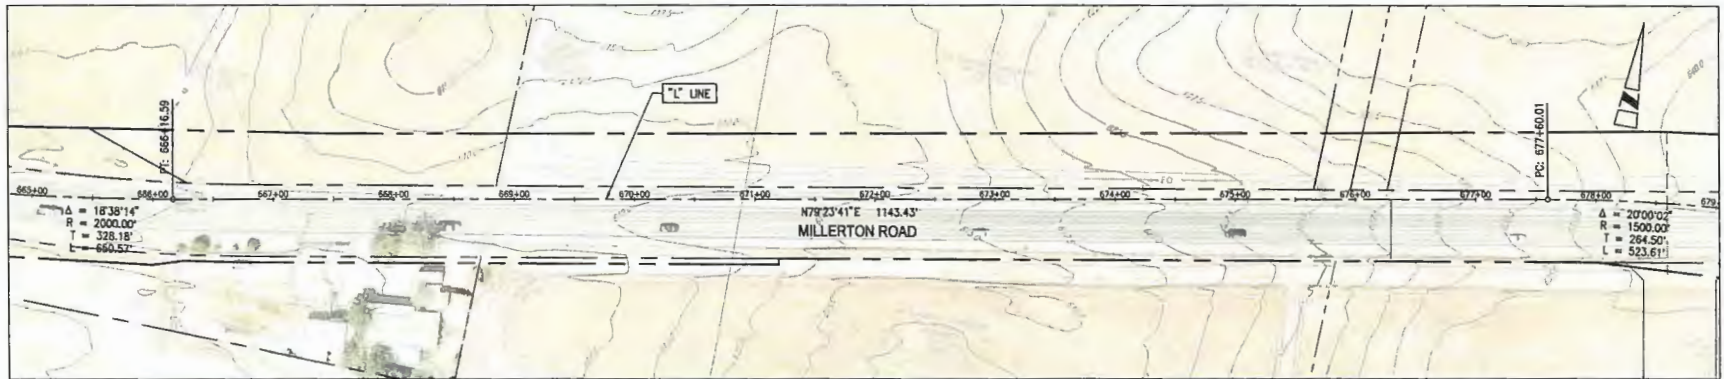 "L" LINE
PT: 666+16.59
PC: 677+60.01
665+00 666+00 667+00 668+00 669+00 670+00 671+00 672+00 673+00 674+00 675+00 676+00 677+00 678+00 679
Δ = 18°38'14"
R = 2000.00'
T = 328.18'
L = 650.57'
N79°23'41"E 1143.43'
MILLERTON ROAD
Δ = 20°00'02"
R = 1500.00'
T = 264.50'
L = 523.61'